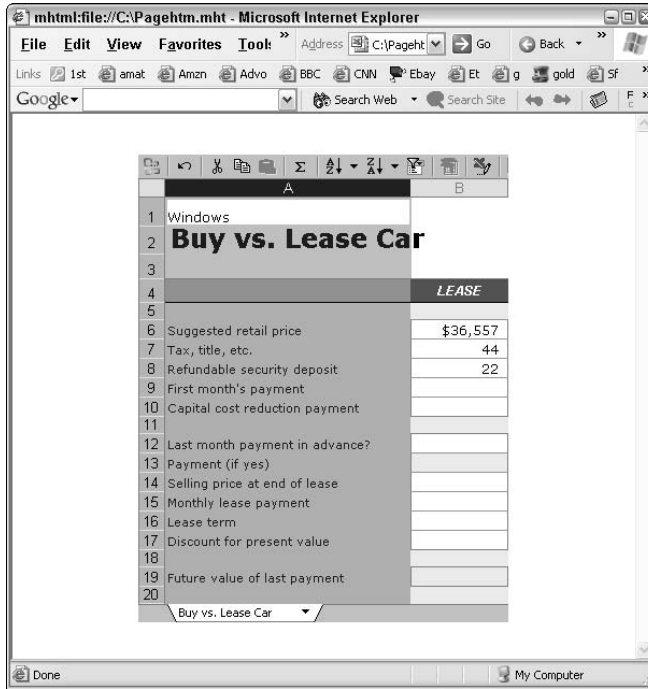 mhtml:file://C:\Pagehtm.mht - Microsoft Internet Explorer
File Edit View Favorites Tools » Address C:\Pageht Go Back »
Links 1st amat Amzn Advo BBC CNN Ebay Et g gold Sf »
Google Search Web Search Site »
A B
1 Windows
2 Buy vs. Lease Car
3
4 LEASE
5
6 Suggested retail price $36,557
7 Tax, title, etc. 44
8 Refundable security deposit 22
9 First month's payment
10 Capital cost reduction payment
11
12 Last month payment in advance?
13 Payment (if yes)
14 Selling price at end of lease
15 Monthly lease payment
16 Lease term
17 Discount for present value
18
19 Future value of last payment
20
Buy vs. Lease Car
Done My Computer